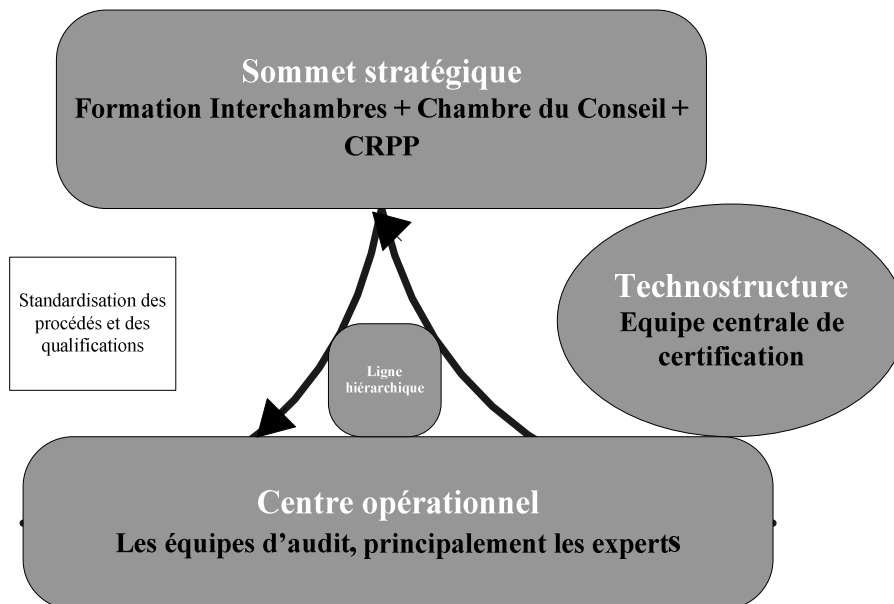 Sommet stratégique
Formation Interchambres + Chambre du Conseil +
CRPP
Standardisation des
procédés et des
qualifications
Technostructure
Equipe centrale de
certification
Ligne
hiérarchique
Centre opérationnel
Les équipes d'audit, principalement les experts